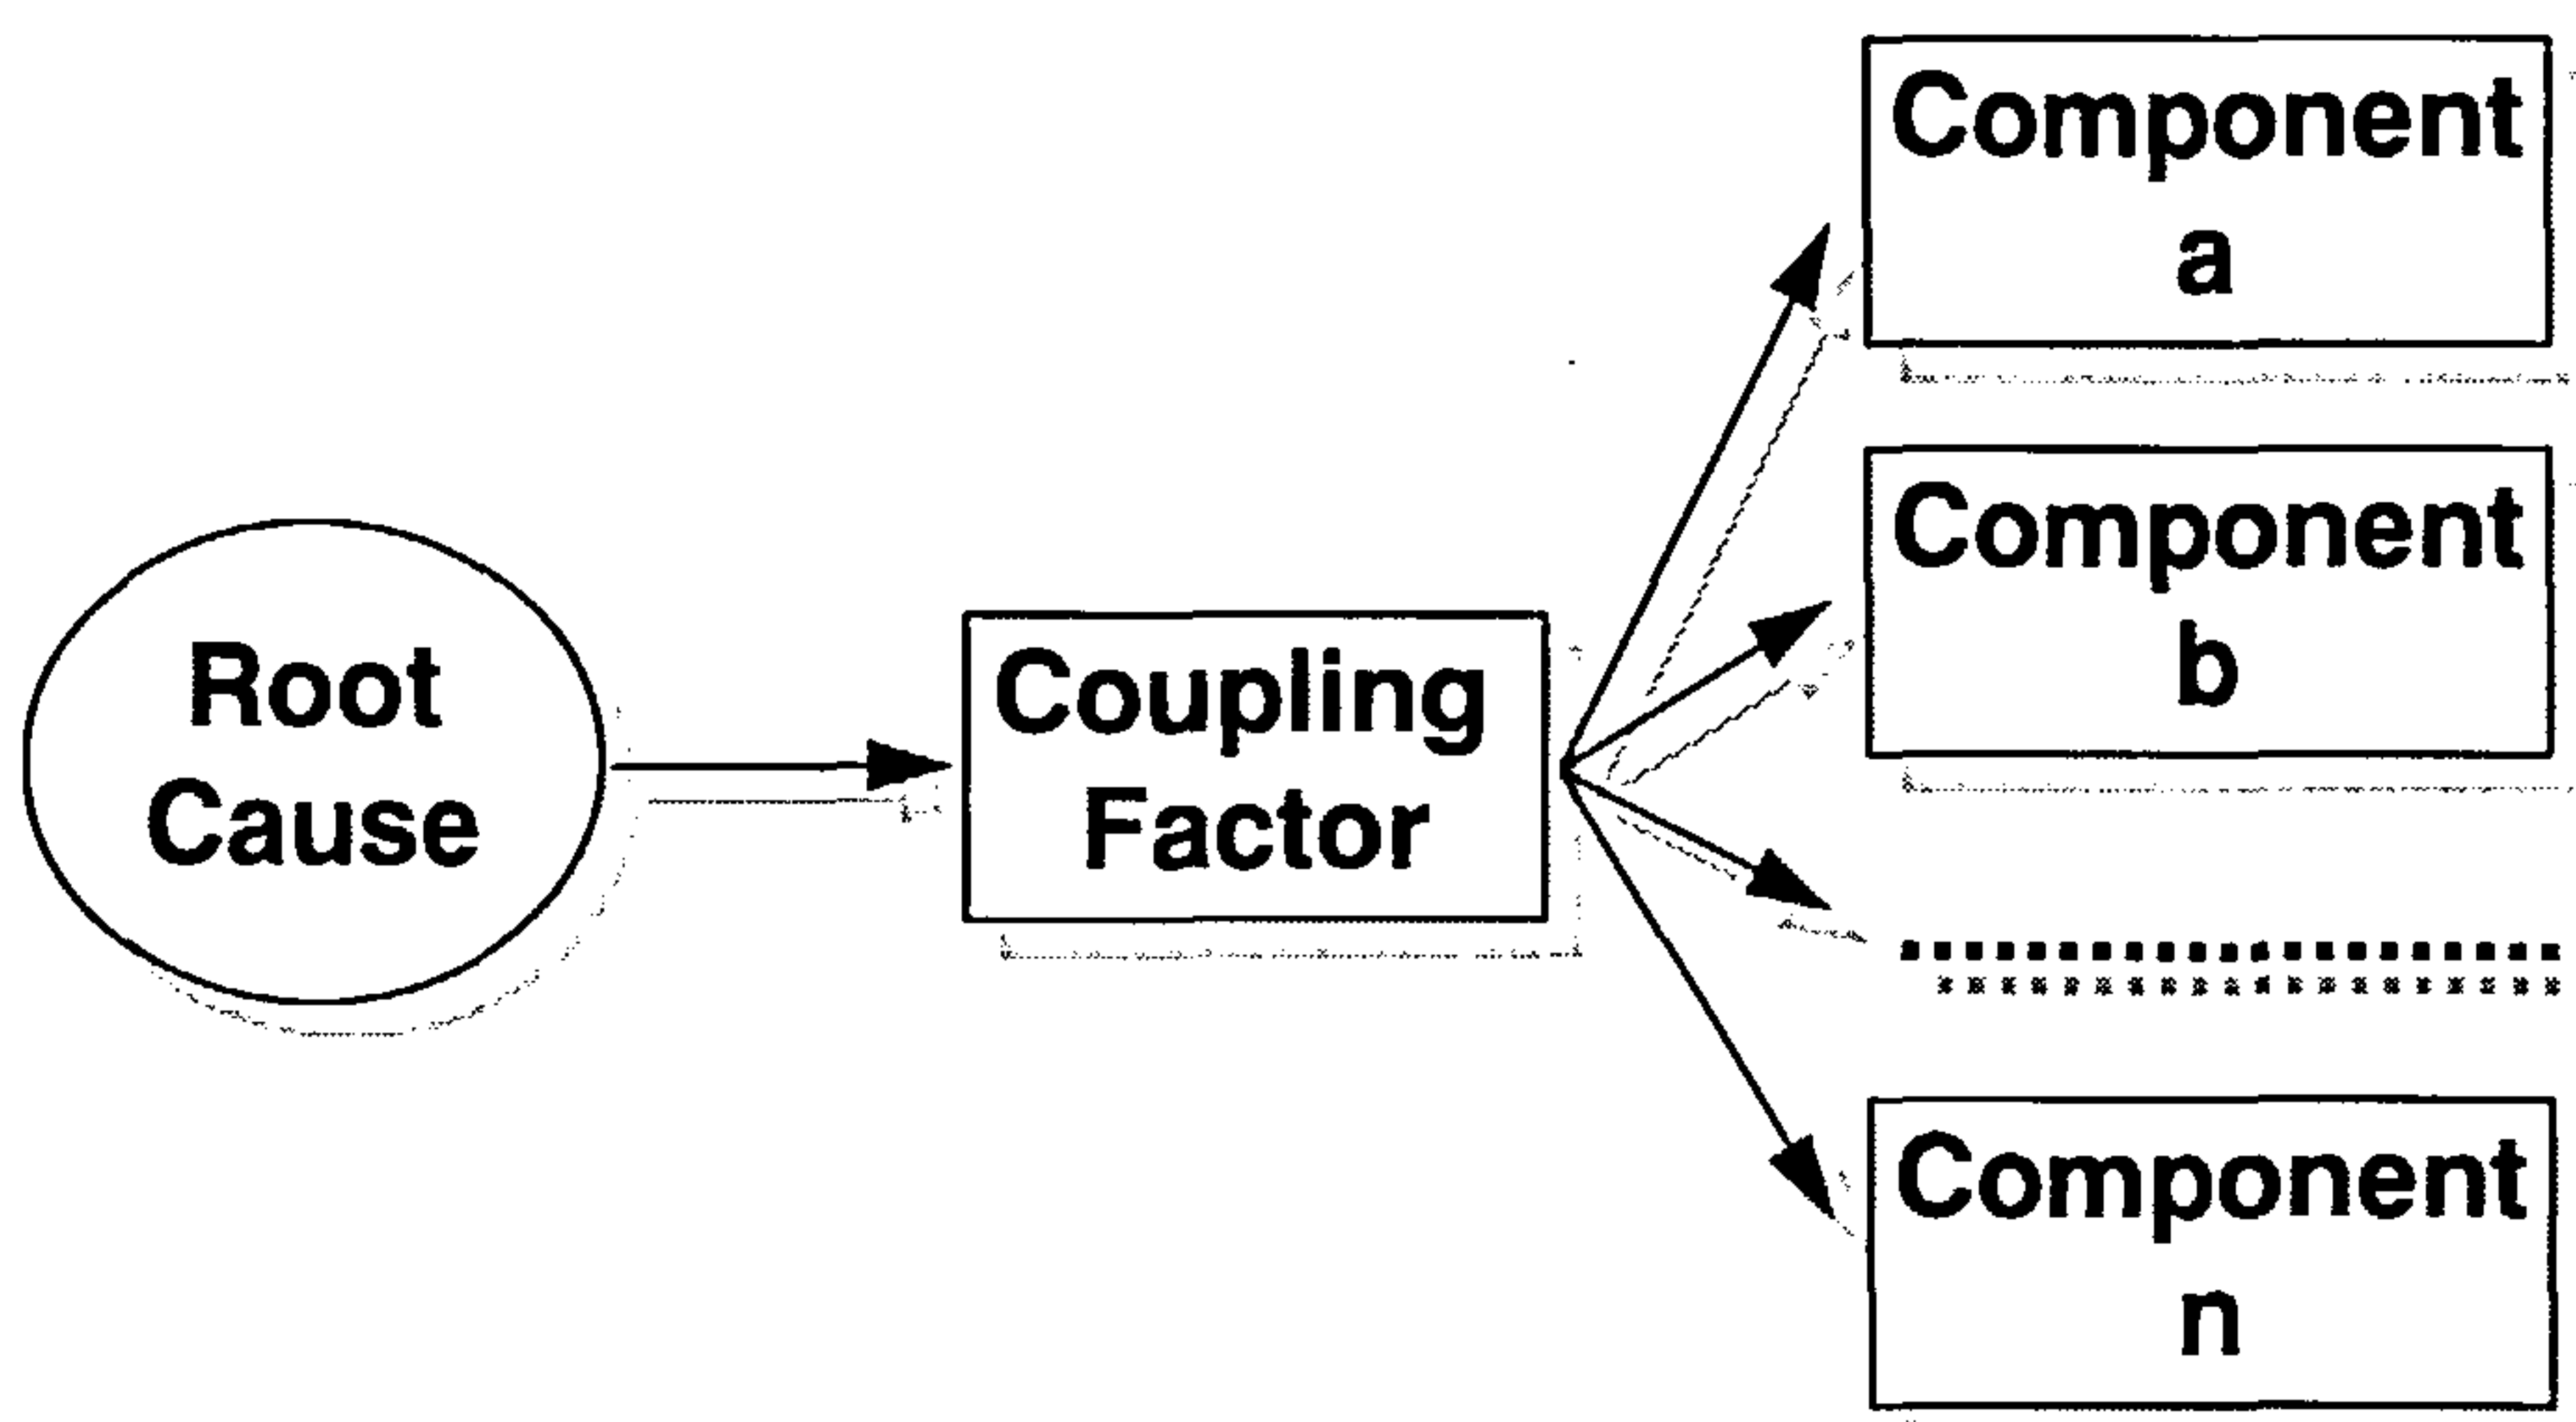 Root
Cause
Coupling
Factor
Component
a
Component
b
Component
n